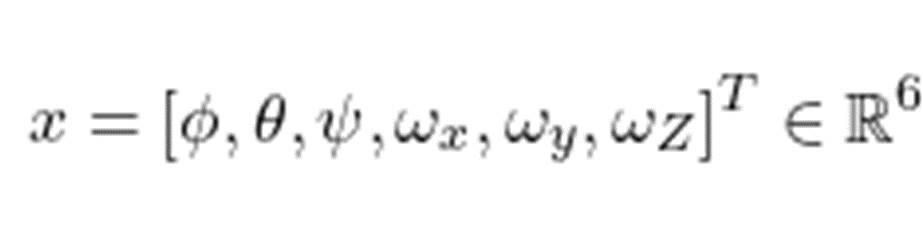 x = [ϕ, θ, ψ, ω_x, ω_y, ω_Z]^T ∈ ℝ^6